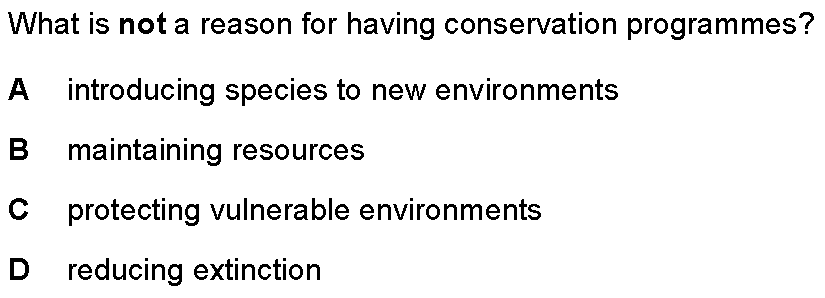 What is not a reason for having conservation programmes?
A introducing species to new environments
B maintaining resources
C protecting vulnerable environments
D reducing extinction